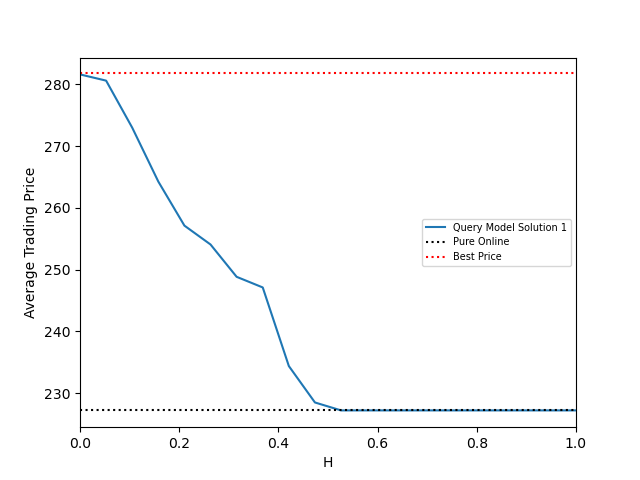 280
270
260
250
240
230
Average Trading Price
Query Model Solution 1
Pure Online
Best Price
0.0 0.2 0.4 0.6 0.8 1.0
H